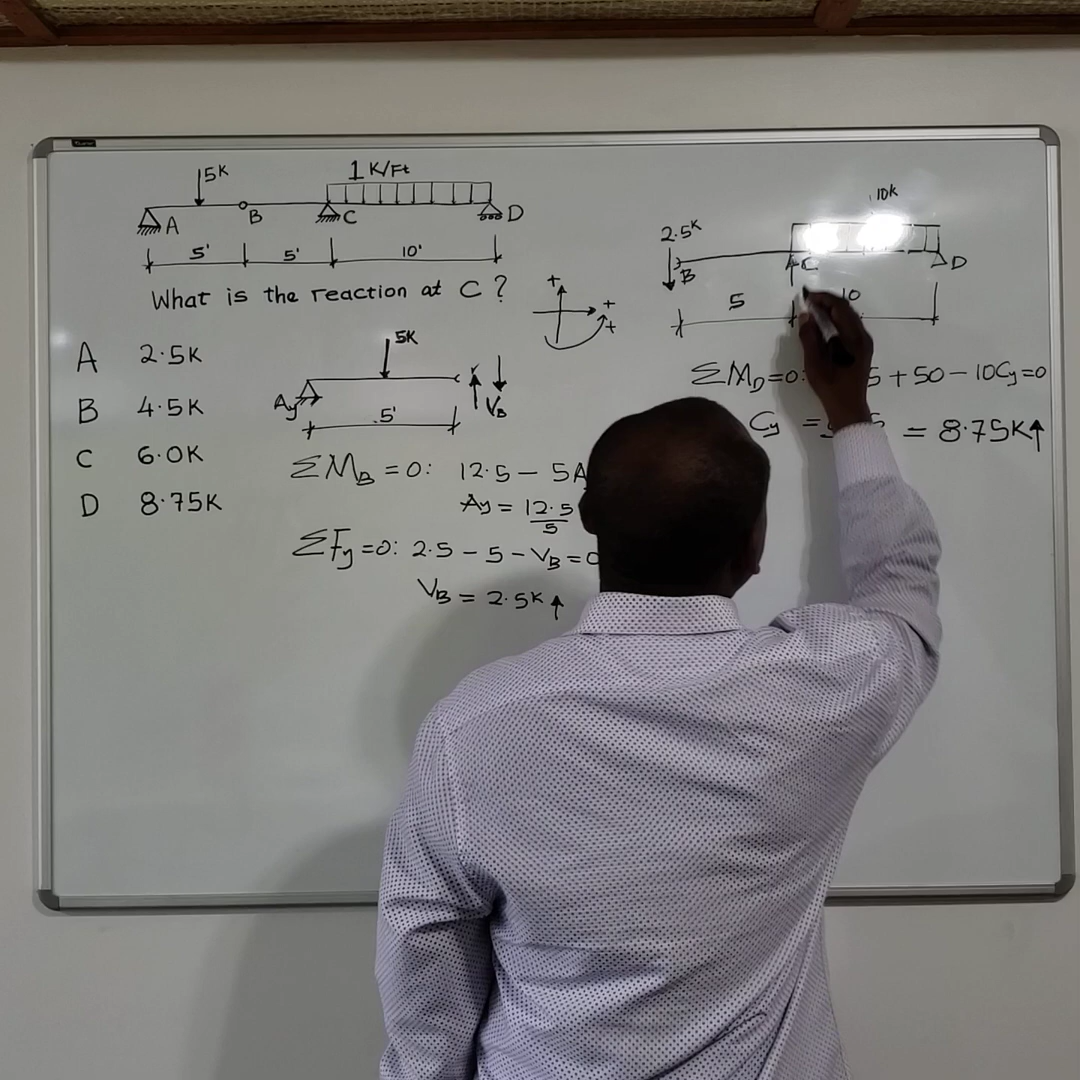 5K
1 K/Ft
A B C D
5' 5' 10'
What is the reaction at C ?
A 2.5K
B 4.5K
C 6.0K
D 8.75K
+
+
+
5K
Ay
VB
5'
ΣMB = 0: 12.5 - 5A
Ay = 12.5
5
ΣFy = 0: 2.5 - 5 - VB = 0
VB = 2.5K ↑
10K
2.5K
B C D
5 10
ΣMD = 0: 5 + 50 - 10Cy = 0
Cy = = 8.75K ↑